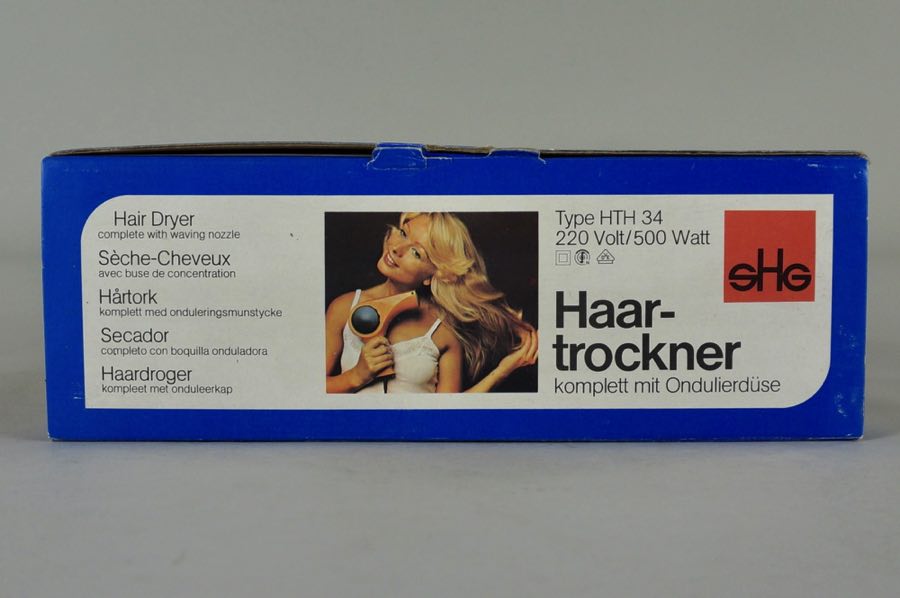 Hair Dryer
complete with waving nozzle
Sèche-Cheveux
avec buse de concentration
Hårtork
komplett med onduleringsmunstycke
Secador
completo con boquilla onduladora
Haardroger
kompleet met onduleerkap
Type HTH 34
220 Volt/500 Watt
SHG
Haar-
trockner
komplett mit Ondulierdüse